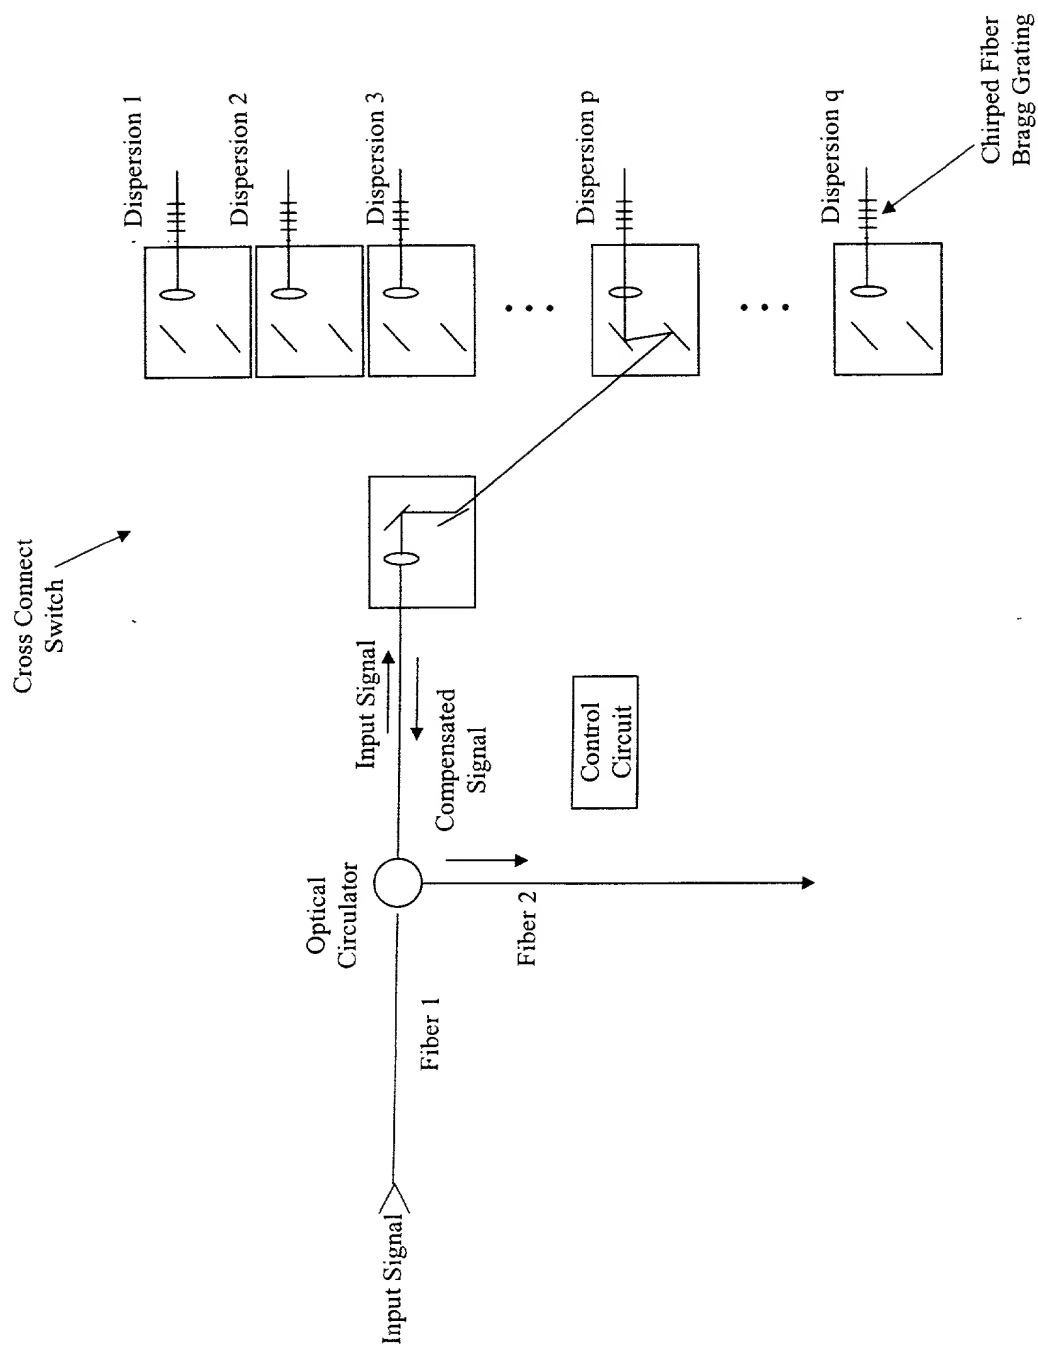 Cross Connect
Switch
Dispersion 1
Dispersion 2
Dispersion 3
Dispersion p
Dispersion q
Chirped Fiber
Bragg Grating
Input Signal
Compensated
Signal
Control
Circuit
Optical
Circulator
Fiber 2
Fiber 1
Input Signal